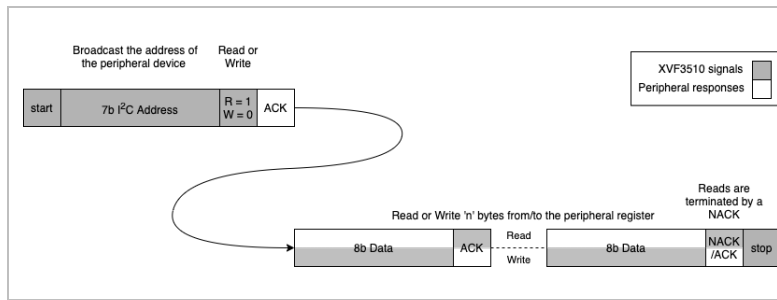 Broadcast the address of
the peripheral device
Read or
Write
start
7b I²C Address
R = 1
W = 0
ACK
XVF3510 signals
Peripheral responses
Reads are
terminated by a
NACK
Read or Write 'n' bytes from/to the peripheral register
8b Data
ACK
Read
Write
8b Data
NACK
/ACK
stop